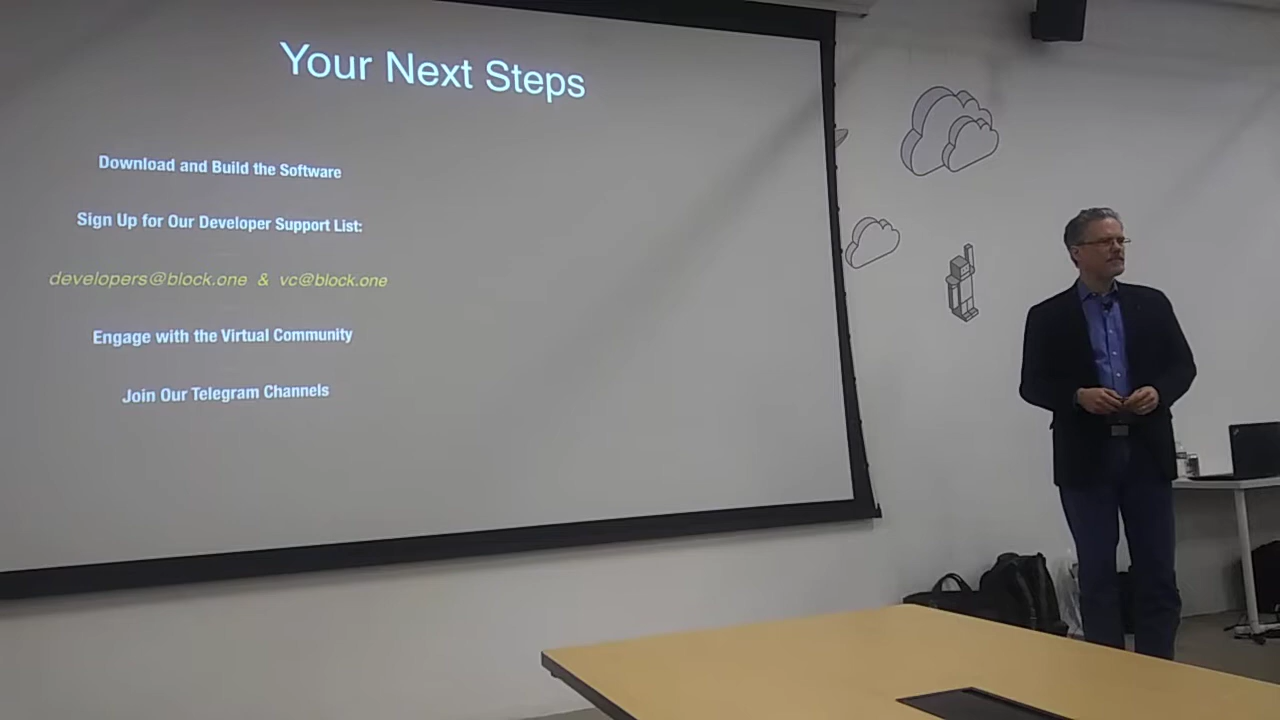 Your Next Steps
Download and Build the Software
Sign Up for Our Developer Support List:
developers@block.one & vc@block.one
Engage with the Virtual Community
Join Our Telegram Channels